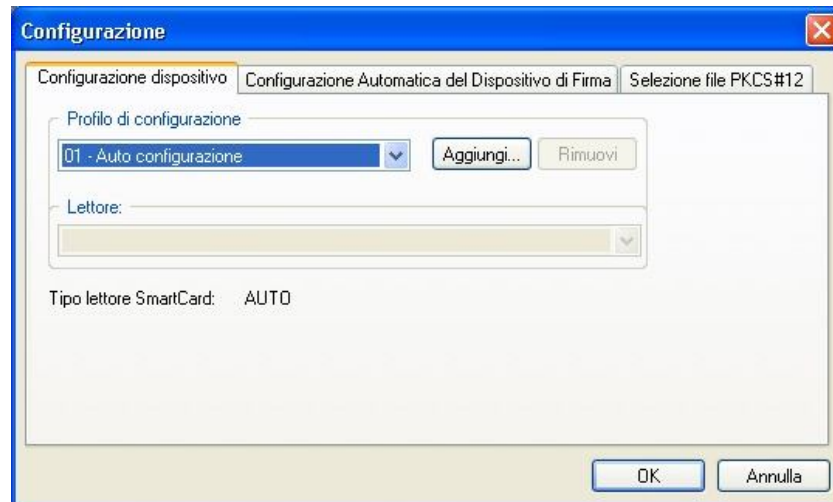 Configurazione
Configurazione dispositivo Configurazione Automatica del Dispositivo di Firma Selezione file PKCS#12
Profilo di configurazione
01 - Auto configurazione Aggiungi... Rimuovi
Lettore:
Tipo lettore SmartCard: AUTO
OK Annulla